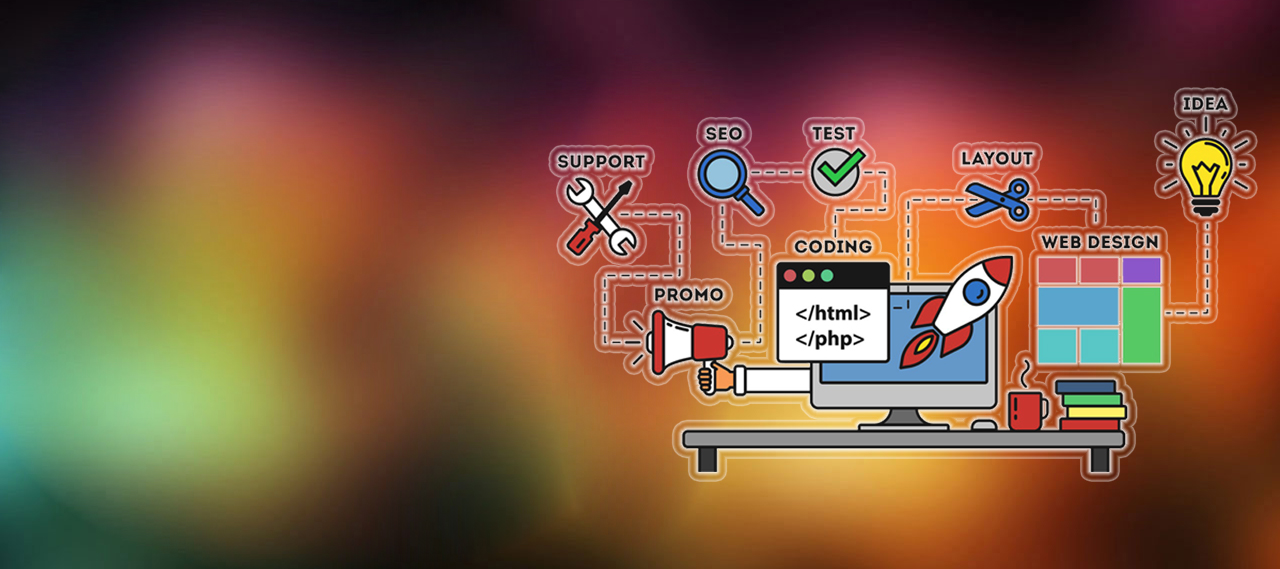 IDEA
SEO
TEST
LAYOUT
SUPPORT
CODING
WEB DESIGN
PROMO
</html>
</php>